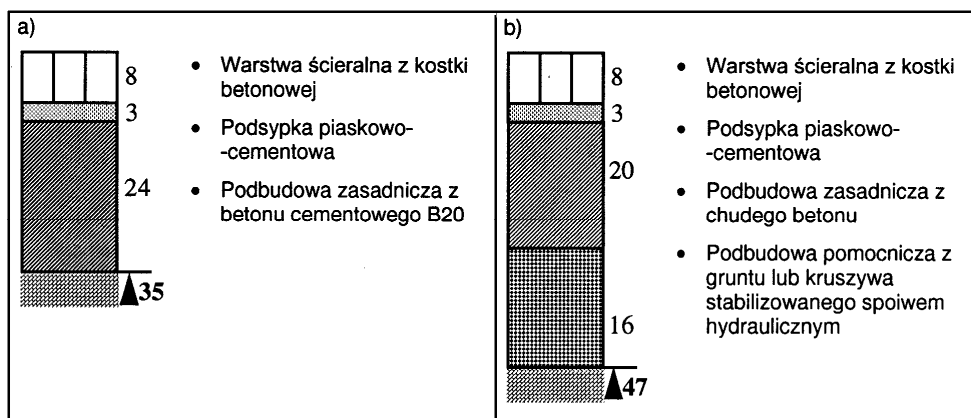 a)
8
3
24
35
• Warstwa ścieralna z kostki
betonowej
• Podsypka piaskowo-
-cementowa
• Podbudowa zasadnicza z
betonu cementowego B20
b)
8
3
20
16
47
• Warstwa ścieralna z kostki
betonowej
• Podsypka piaskowo-
-cementowa
• Podbudowa zasadnicza z
chudego betonu
• Podbudowa pomocnicza z
gruntu lub kruszywa
stabilizowanego spoiwem
hydraulicznym